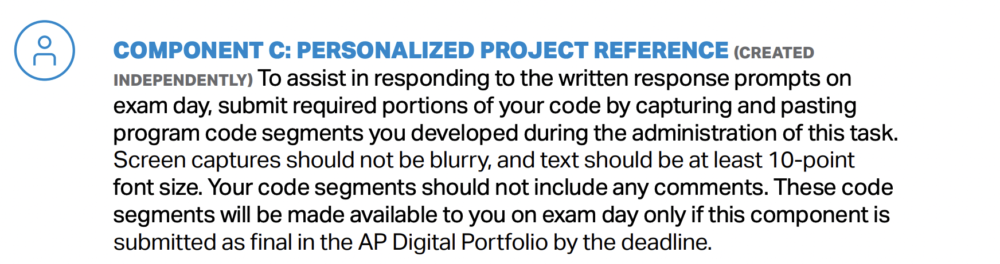 COMPONENT C: PERSONALIZED PROJECT REFERENCE (CREATED
INDEPENDENTLY) To assist in responding to the written response prompts on
exam day, submit required portions of your code by capturing and pasting
program code segments you developed during the administration of this task.
Screen captures should not be blurry, and text should be at least 10-point
font size. Your code segments should not include any comments. These code
segments will be made available to you on exam day only if this component is
submitted as final in the AP Digital Portfolio by the deadline.